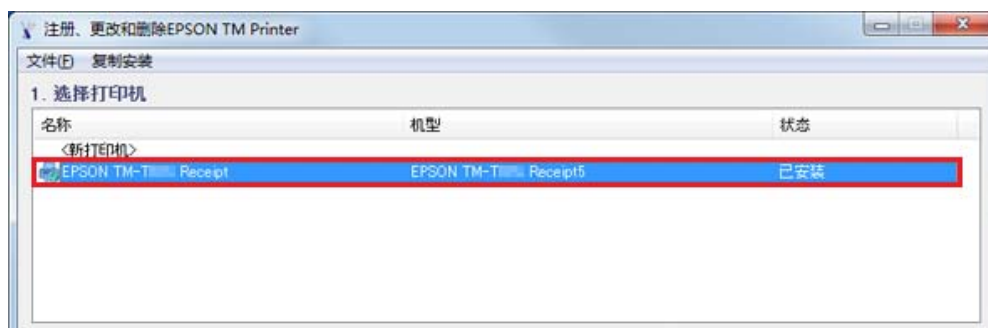 注册、更改和删除EPSON TM Printer
文件(F) 复制安装
1. 选择打印机
名称 机型 状态
<新打印机>
EPSON TM-T Receipt EPSON TM-T Receipt5 已安装